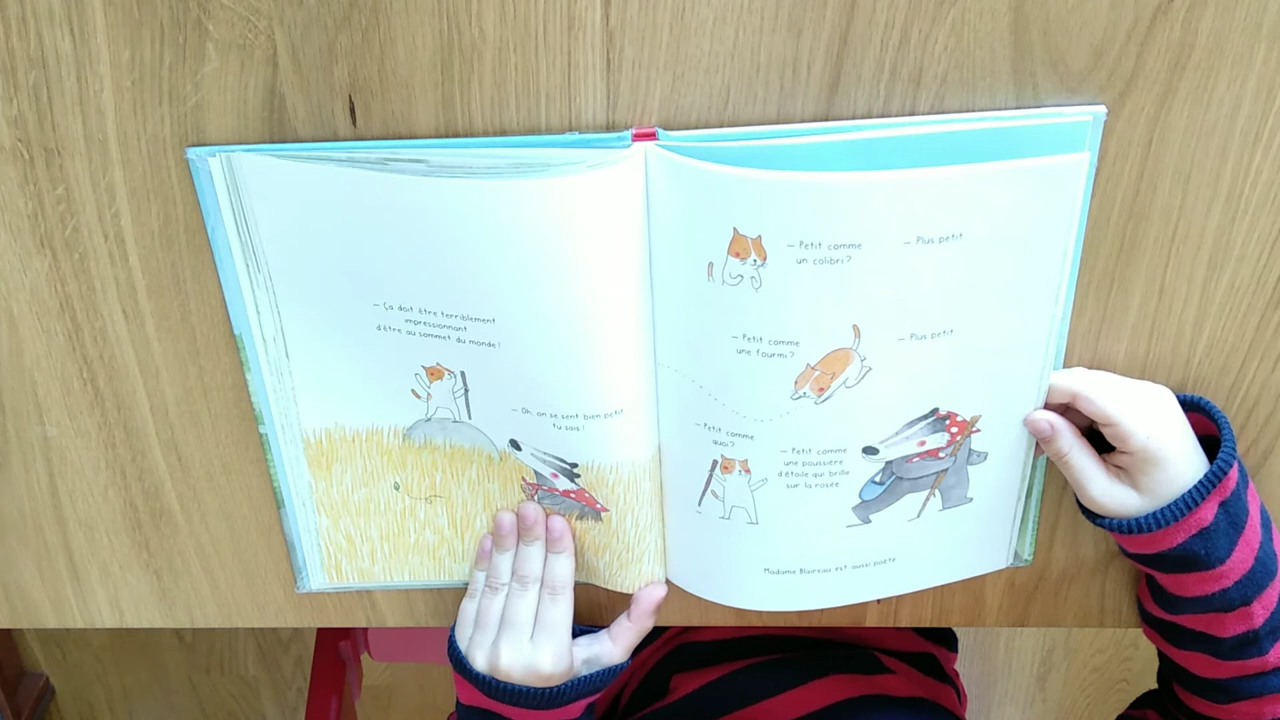 – Ça doit être terriblement
impressionnant
d'être au sommet du monde !
– Oh, on se sent bien petit
tu sais !
– Petit comme
un colibri ?
– Plus petit
– Petit comme
une fourmi ?
– Plus petit
– Petit comme
quoi ?
– Petit comme
une poussière
d'étoile qui brille
sur la rosée
Madame Blaireau est aussi poète